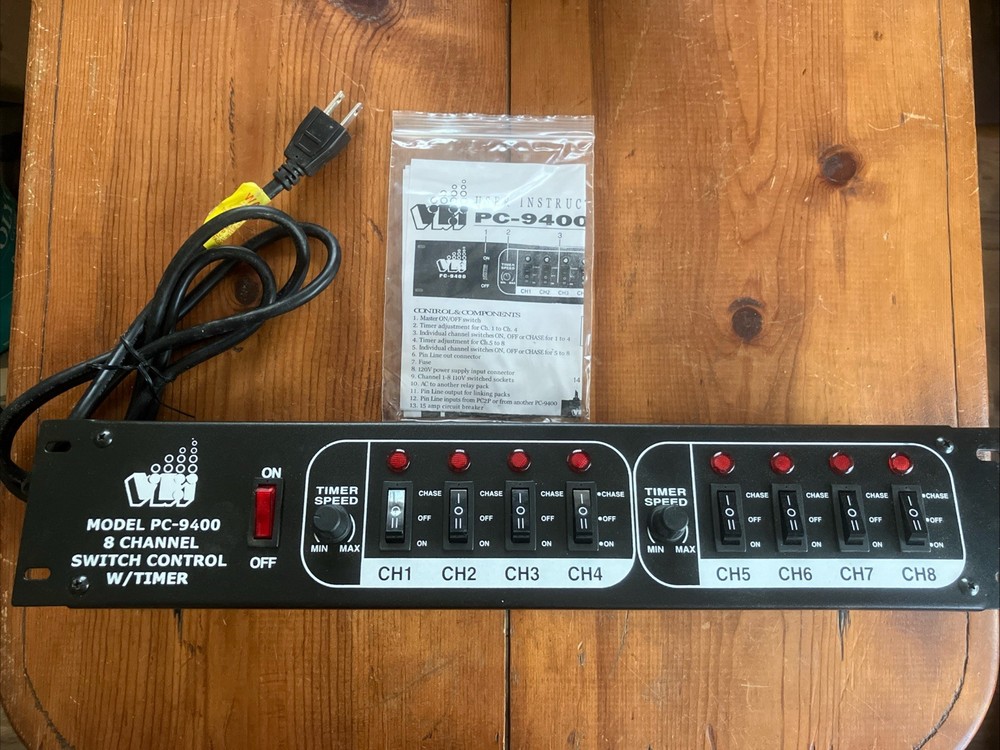 USER INSTRUCT
VEI PC-9400
1 2 3
ON
VEI
PC-9400
OFF
TIMER
SPEED
CH1 CH2 CH3
CONTROL & COMPONENTS
1. Master ON/OFF switch
2. Timer adjustment for Ch. 1 to Ch. 4
3. Individual channel switches ON, OFF or CHASE for 1 to 4
4. Timer adjustment for Ch.5 to 8
5. Individual channel switches ON, OFF or CHASE for 5 to 8
6. Pin Line out connector
7. Fuse
8. 120V power supply input connector
9. Channel 1-8 110V switched sockets
10. AC to another relay pack
11. Pin Line output for linking packs
12. Pin Line inputs from PC2P or from another PC-9400
13. 15 amp circuit breaker
14
VEI
MODEL PC-9400
8 CHANNEL
SWITCH CONTROL
W/TIMER
ON
OFF
TIMER
SPEED
MIN MAX
CHASE CHASE CHASE CHASE
OFF OFF OFF OFF
ON ON ON ON
CH1 CH2 CH3 CH4
TIMER
SPEED
MIN MAX
CHASE CHASE CHASE CHASE
OFF OFF OFF OFF
ON ON ON ON
CH5 CH6 CH7 CH8